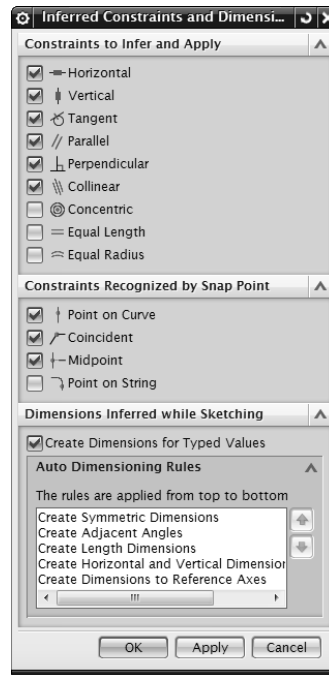 Inferred Constraints and Dimensi...
Constraints to Infer and Apply
Horizontal
Vertical
Tangent
Parallel
Perpendicular
Collinear
Concentric
Equal Length
Equal Radius
Constraints Recognized by Snap Point
Point on Curve
Coincident
Midpoint
Point on String
Dimensions Inferred while Sketching
Create Dimensions for Typed Values
Auto Dimensioning Rules
The rules are applied from top to bottom
Create Symmetric Dimensions
Create Adjacent Angles
Create Length Dimensions
Create Horizontal and Vertical Dimension
Create Dimensions to Reference Axes
OK Apply Cancel